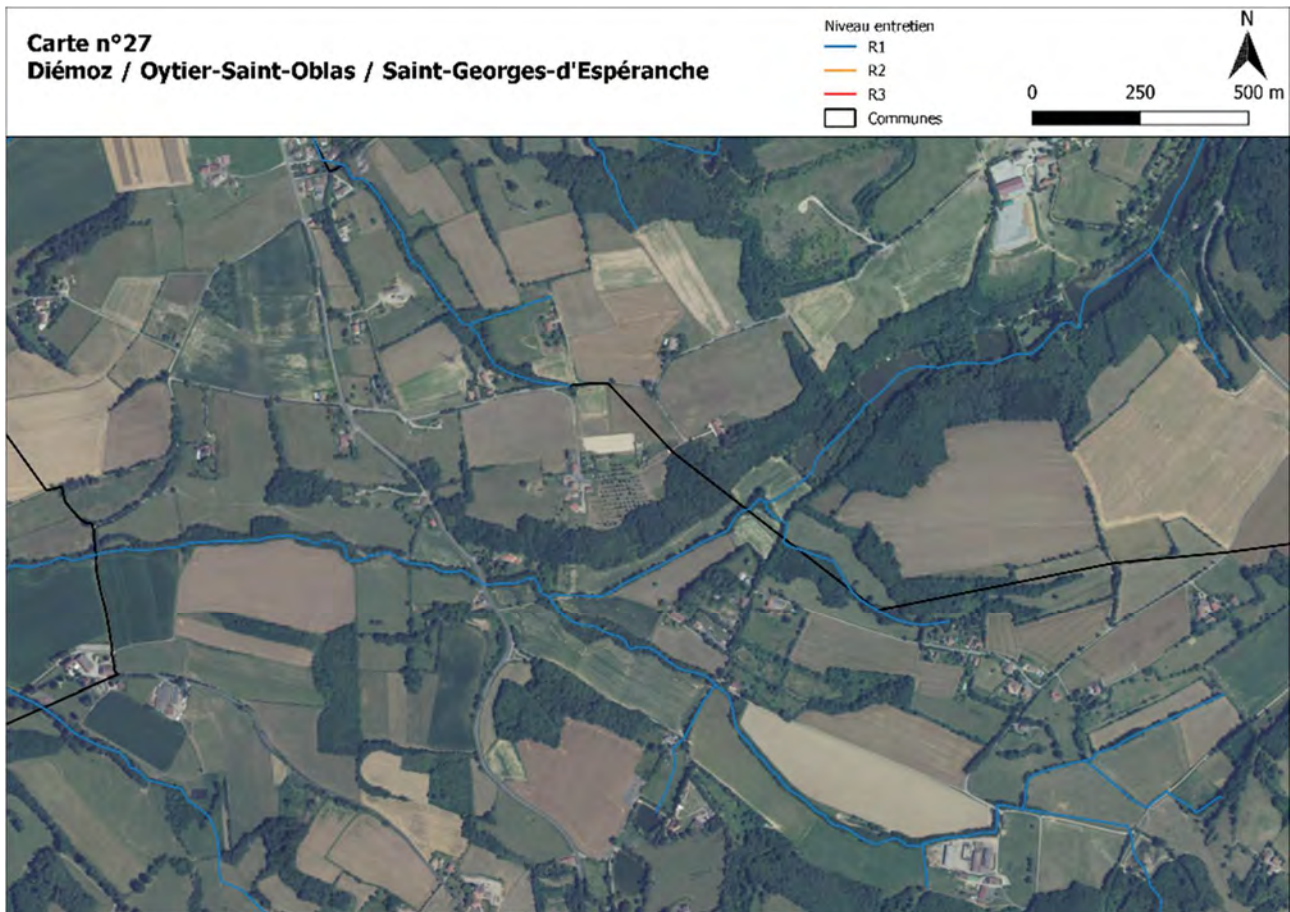 Carte n°27
Diémoz / Oytier-Saint-Oblas / Saint-Georges-d'Espéranche
Niveau entretien
R1
R2
R3
Communes
N
0 250 500 m